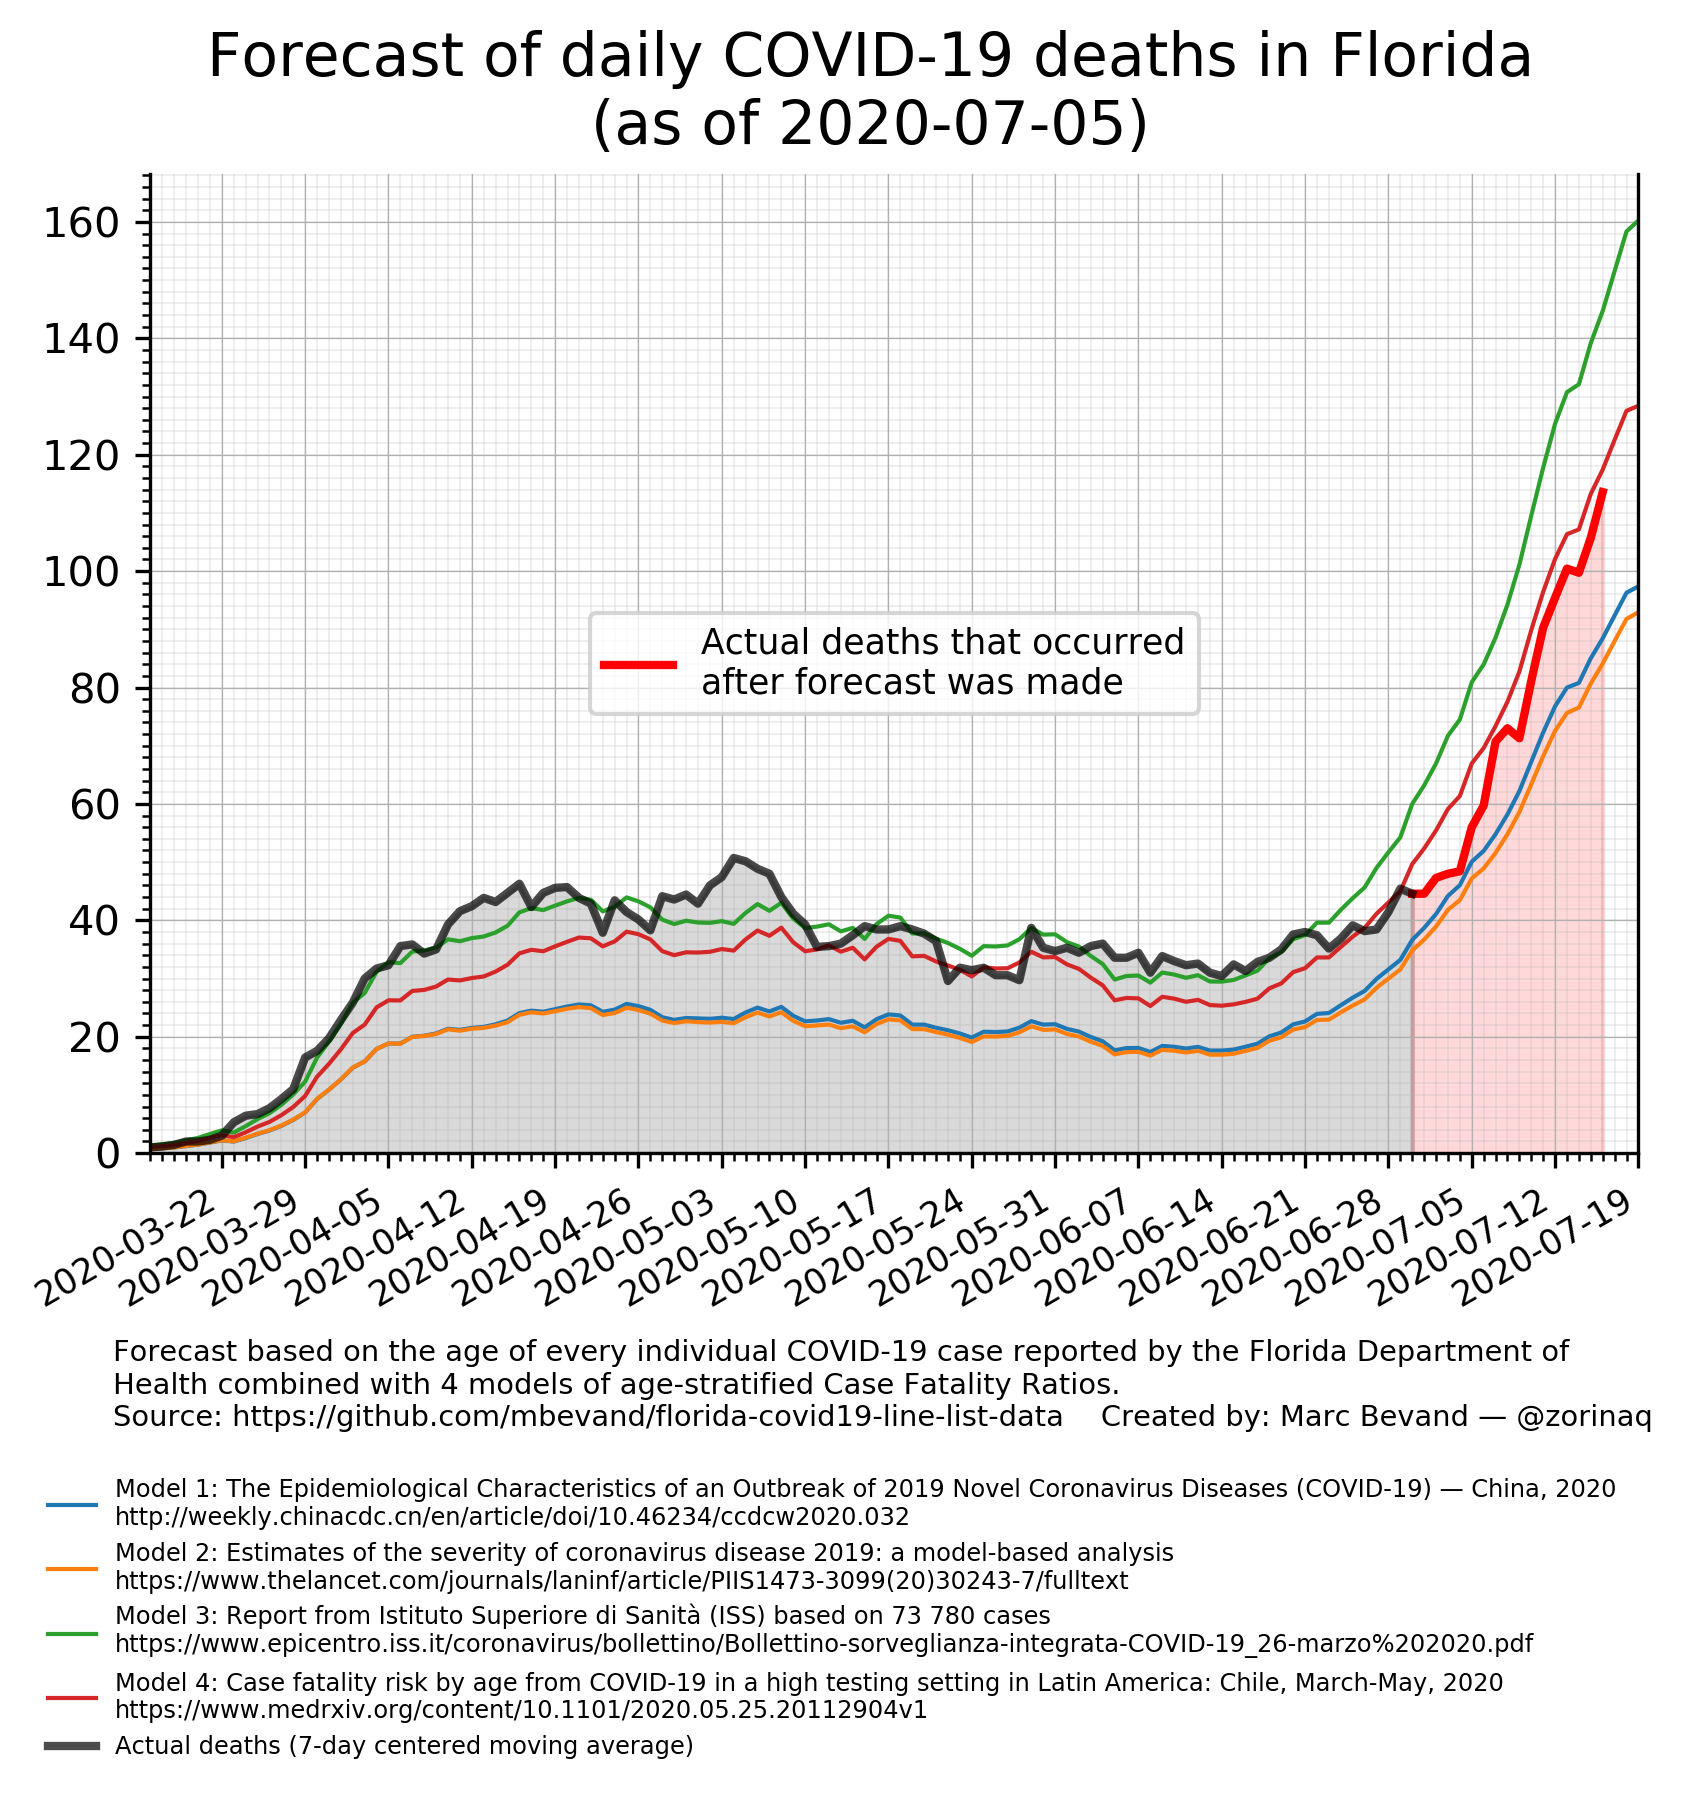 Forecast of daily COVID-19 deaths in Florida
(as of 2020-07-05)
160
140
120
100
80
60
40
20
0
Actual deaths that occurred
after forecast was made
2020-03-22
2020-03-29
2020-04-05
2020-04-12
2020-04-19
2020-04-26
2020-05-03
2020-05-10
2020-05-17
2020-05-24
2020-05-31
2020-06-07
2020-06-14
2020-06-21
2020-06-28
2020-07-05
2020-07-12
2020-07-19
Forecast based on the age of every individual COVID-19 case reported by the Florida Department of
Health combined with 4 models of age-stratified Case Fatality Ratios.
Source: https://github.com/mbevand/florida-covid19-line-list-data Created by: Marc Bevand — @zorinaq
Model 1: The Epidemiological Characteristics of an Outbreak of 2019 Novel Coronavirus Diseases (COVID-19) — China, 2020
http://weekly.chinacdc.cn/en/article/doi/10.46234/ccdcw2020.032
Model 2: Estimates of the severity of coronavirus disease 2019: a model-based analysis
https://www.thelancet.com/journals/laninf/article/PIIS1473-3099(20)30243-7/fulltext
Model 3: Report from Istituto Superiore di Sanità (ISS) based on 73 780 cases
https://www.epicentro.iss.it/coronavirus/bollettino/Bollettino-sorveglianza-integrata-COVID-19_26-marzo%202020.pdf
Model 4: Case fatality risk by age from COVID-19 in a high testing setting in Latin America: Chile, March-May, 2020
https://www.medrxiv.org/content/10.1101/2020.05.25.20112904v1
Actual deaths (7-day centered moving average)